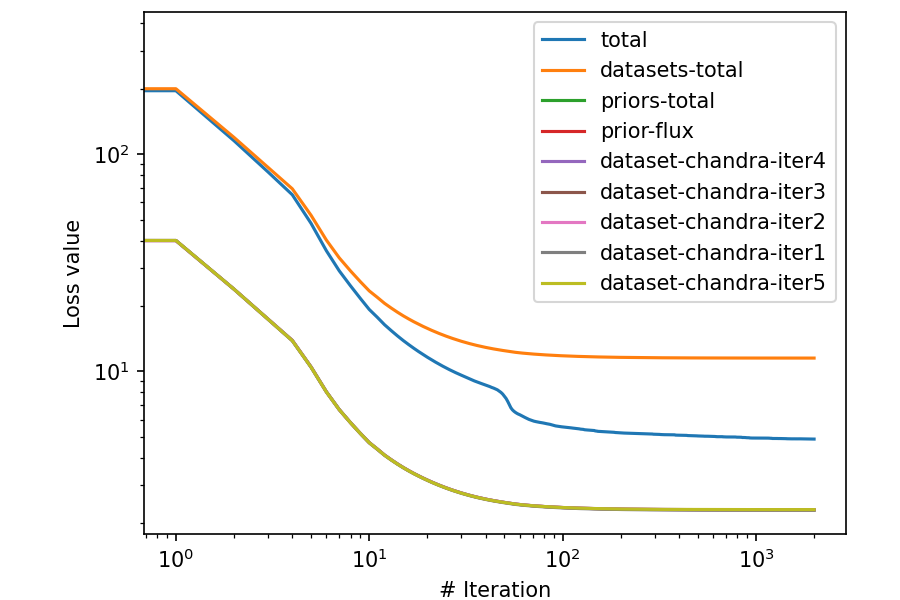 total
datasets-total
priors-total
prior-flux
dataset-chandra-iter4
dataset-chandra-iter3
dataset-chandra-iter2
dataset-chandra-iter1
dataset-chandra-iter5
Loss value
10²
10¹
10⁰ 10¹ 10² 10³
# Iteration